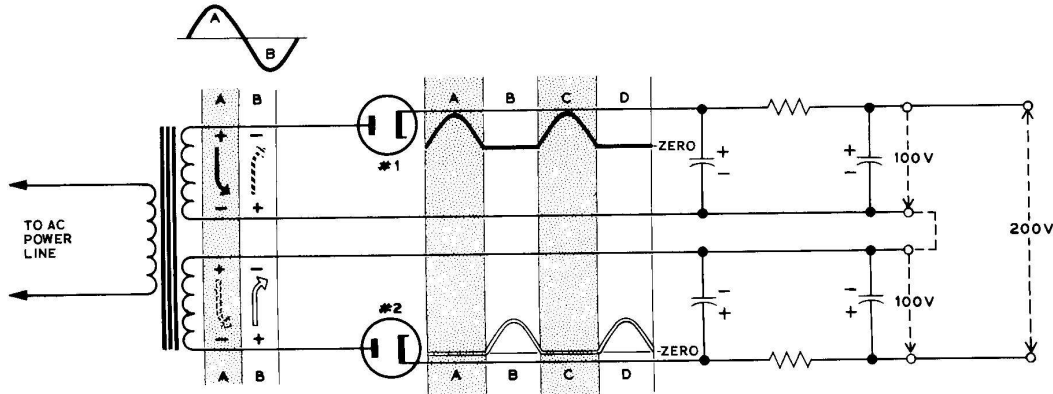 A
B
A B
A B C D
+ -
#1
-ZERO
+
-
+
-
100V
- +
TO AC
POWER
LINE
200V
+ -
#2
-
+
-
+
100V
- +
-ZERO
A B
A B C D